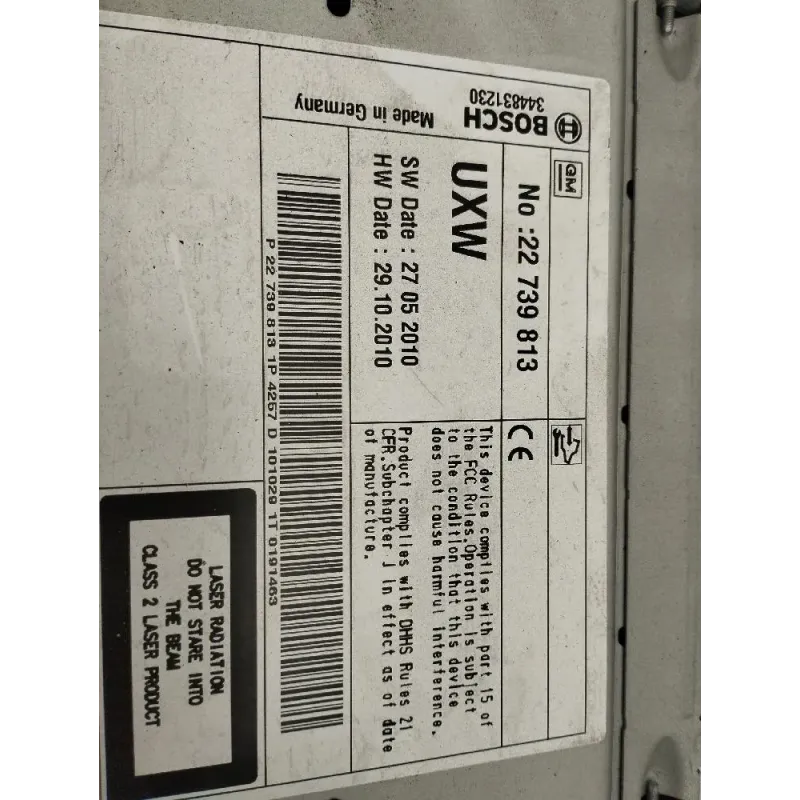 BOSCH
344831230
Made in Germany
GM
No :22 739 813
UXW
SW Date : 27 05 2010
HW Date : 29.10.2010
P 22 739 813 1P 4257 D 101029 1T 0191463
CE
This device complies with part 15 of
the FCC Rules.Operation is subject
to the condition that this device
does not cause harmful interference.
Product complies with DHHS Rules 21
CFR.Subchapter J in effect as of date
of manufacture.
LASER RADIATION
DO NOT STARE INTO
THE BEAM
CLASS 2 LASER PRODUCT